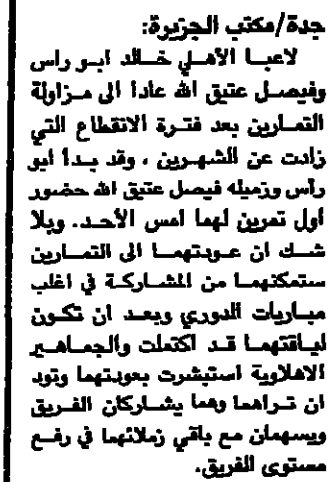 جدة/مكتب الجزيرة:
لاعبا الأهلي خالد ابو راس
وفيصل عتيق الله عادا الى مزاولة
التمارين بعد فترة الانقطاع التي
زادت عن الشهرين ، وقد بدأ ابو
راس وزميله فيصل عتيق الله حضور
اول تمرين لهما امس الأحد. وبلا
شك ان عودتهما الى التمارين
ستمكنهما من المشاركة في اغلب
مباريات الدوري وبعد ان تكون
لياقتهما قد اكتملت والجماهير
الاهلاوية استبشرت بعودتهما وتود
ان تراهما وهما يشاركان الفريق
ويسهمان مع باقي زملائهما في رفع
مستوى الفريق.